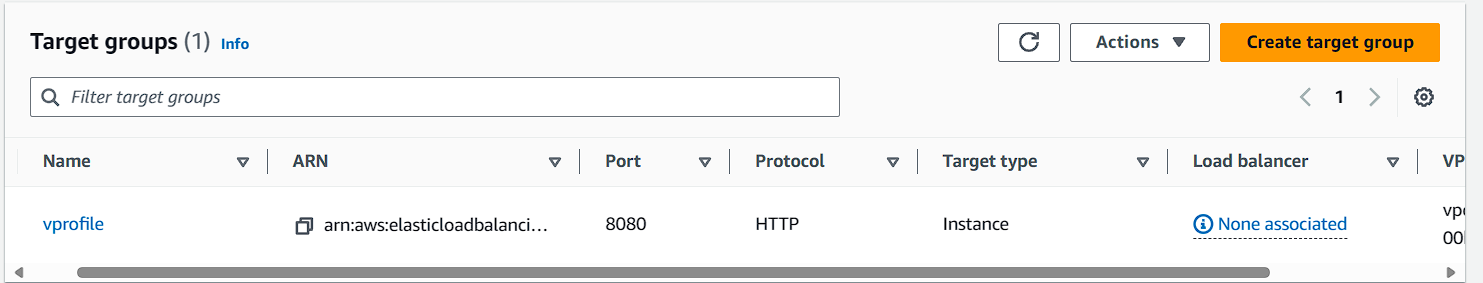 Target groups (1) Info
Actions
Create target group
Filter target groups
1
Name ARN Port Protocol Target type Load balancer VP
vprofile arn:aws:elasticloadbalanci... 8080 HTTP Instance None associated vpc
00